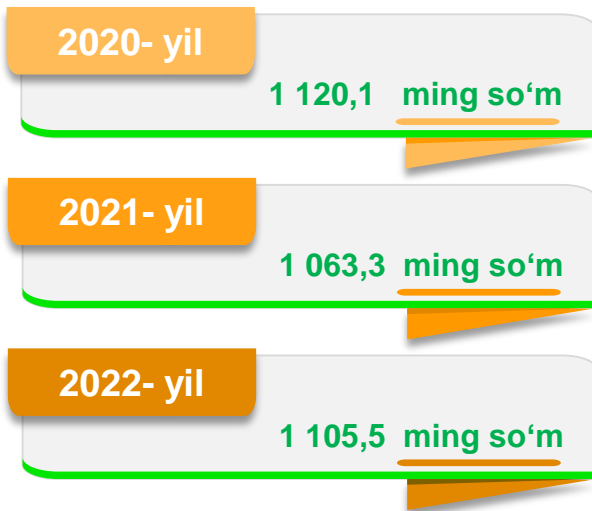 2020- yil
1 120,1 ming so‘m
2021- yil
1 063,3 ming so‘m
2022- yil
1 105,5 ming so‘m